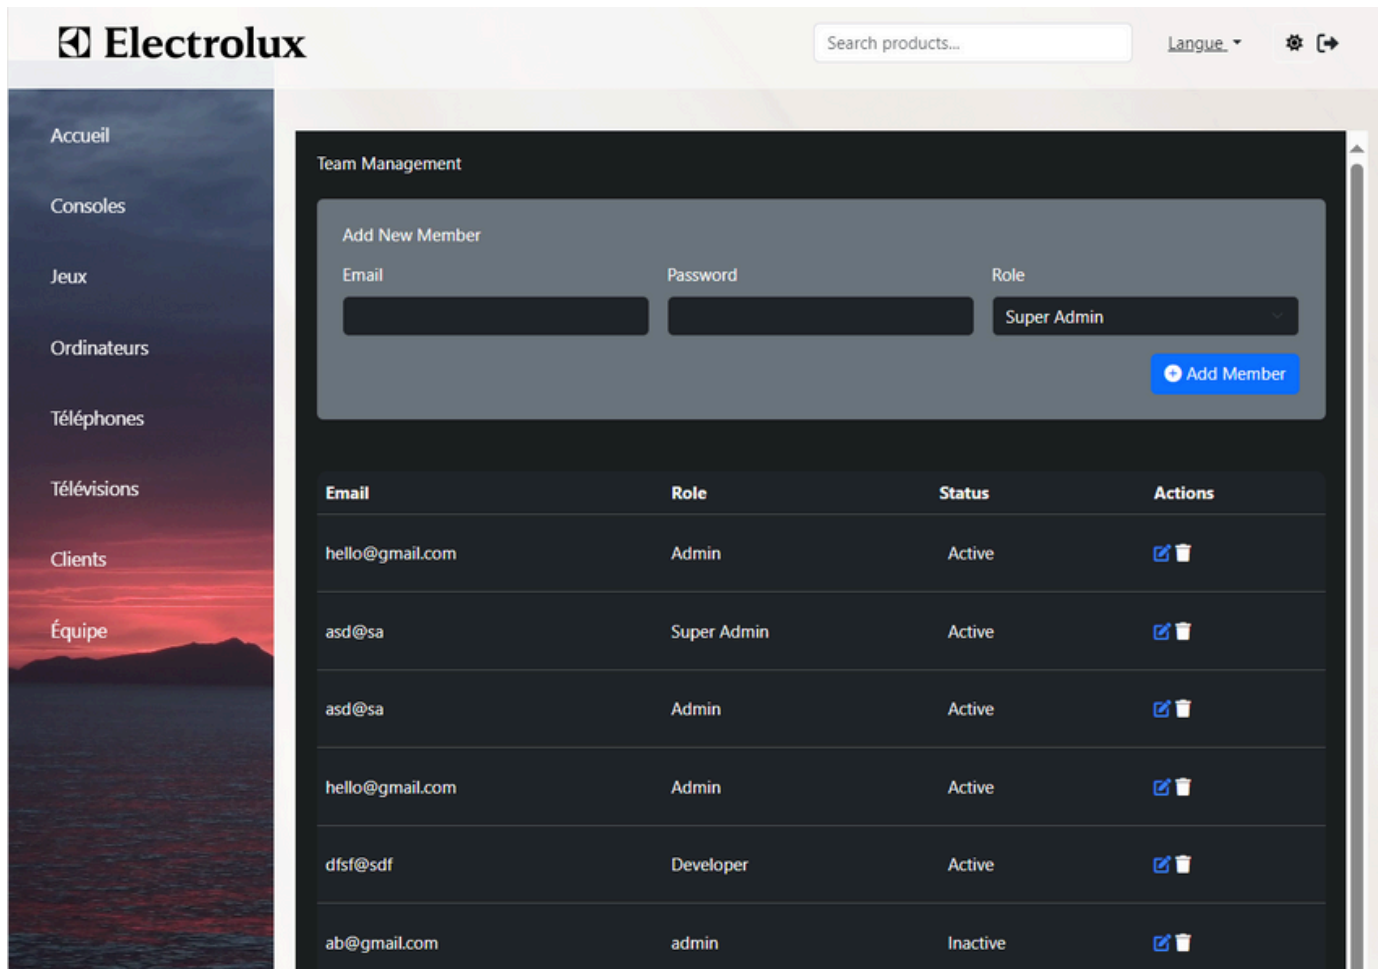 Electrolux
Search products...
Langue
Accueil
Consoles
Jeux
Ordinateurs
Téléphones
Télévisions
Clients
Équipe
Team Management
Add New Member
Email Password Role
Super Admin
Add Member
Email Role Status Actions
hello@gmail.com Admin Active
asd@sa Super Admin Active
asd@sa Admin Active
hello@gmail.com Admin Active
dfsf@sdf Developer Active
ab@gmail.com admin Inactive